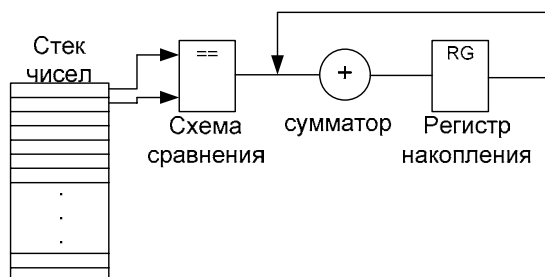 Стек
чисел
==
+
RG
Схема
сравнения
сумматор
Регистр
накопления